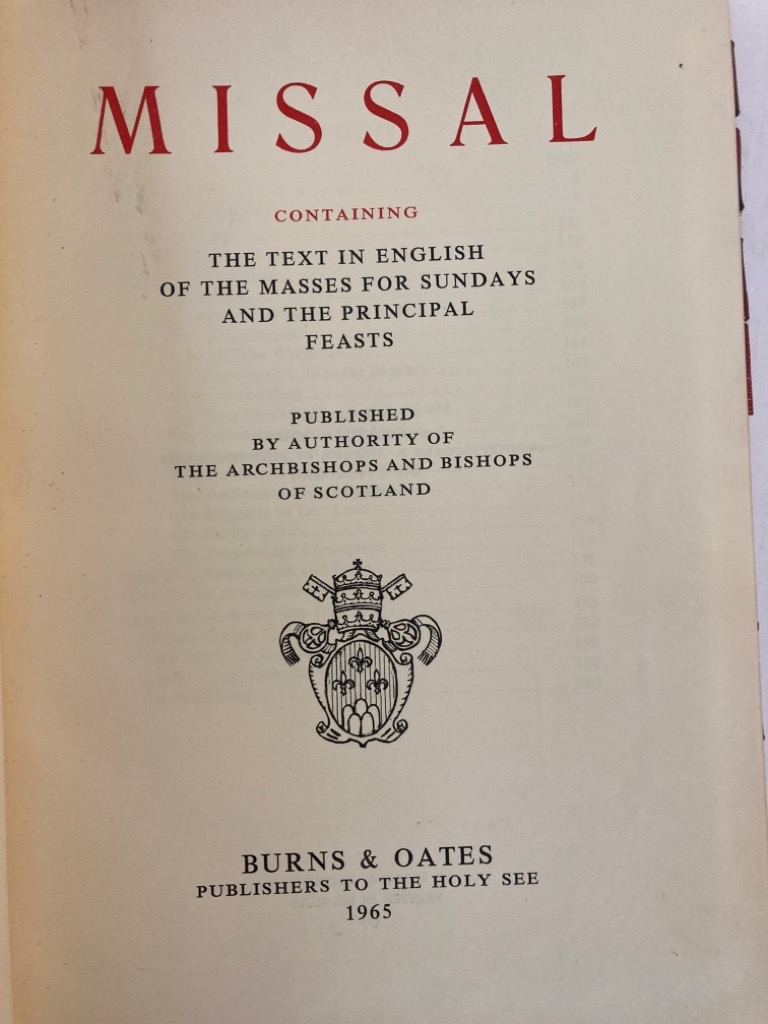 MISSAL
CONTAINING
THE TEXT IN ENGLISH
OF THE MASSES FOR SUNDAYS
AND THE PRINCIPAL
FEASTS
PUBLISHED
BY AUTHORITY OF
THE ARCHBISHOPS AND BISHOPS
OF SCOTLAND
BURNS & OATES
PUBLISHERS TO THE HOLY SEE
1965